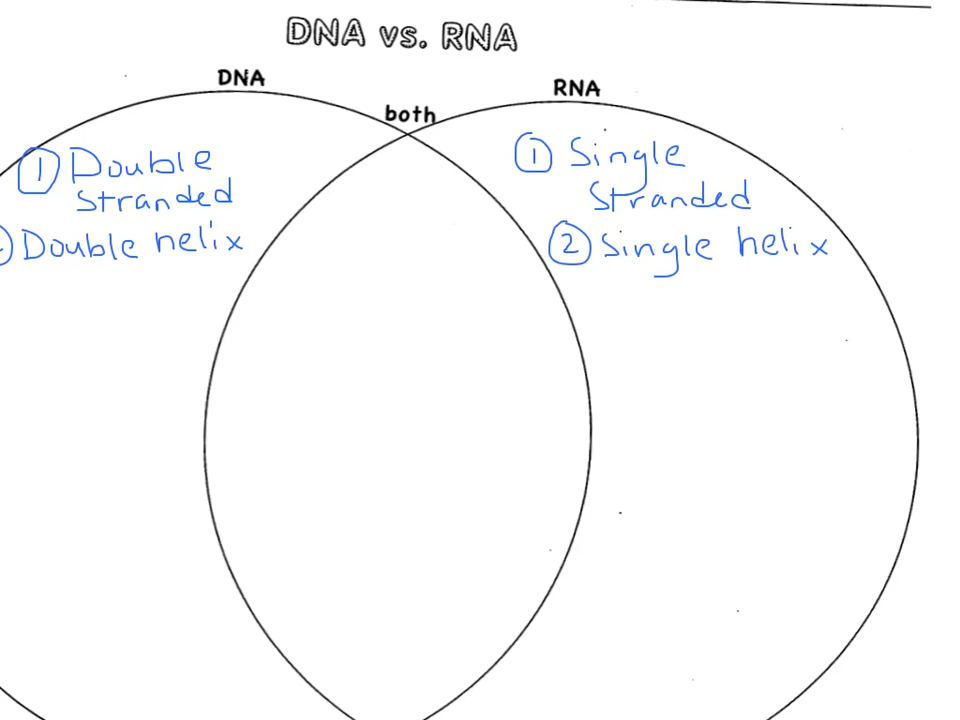 DNA vs. RNA
DNA
both
RNA
① Double
stranded
Double helix
① Single
Stranded
② Single helix